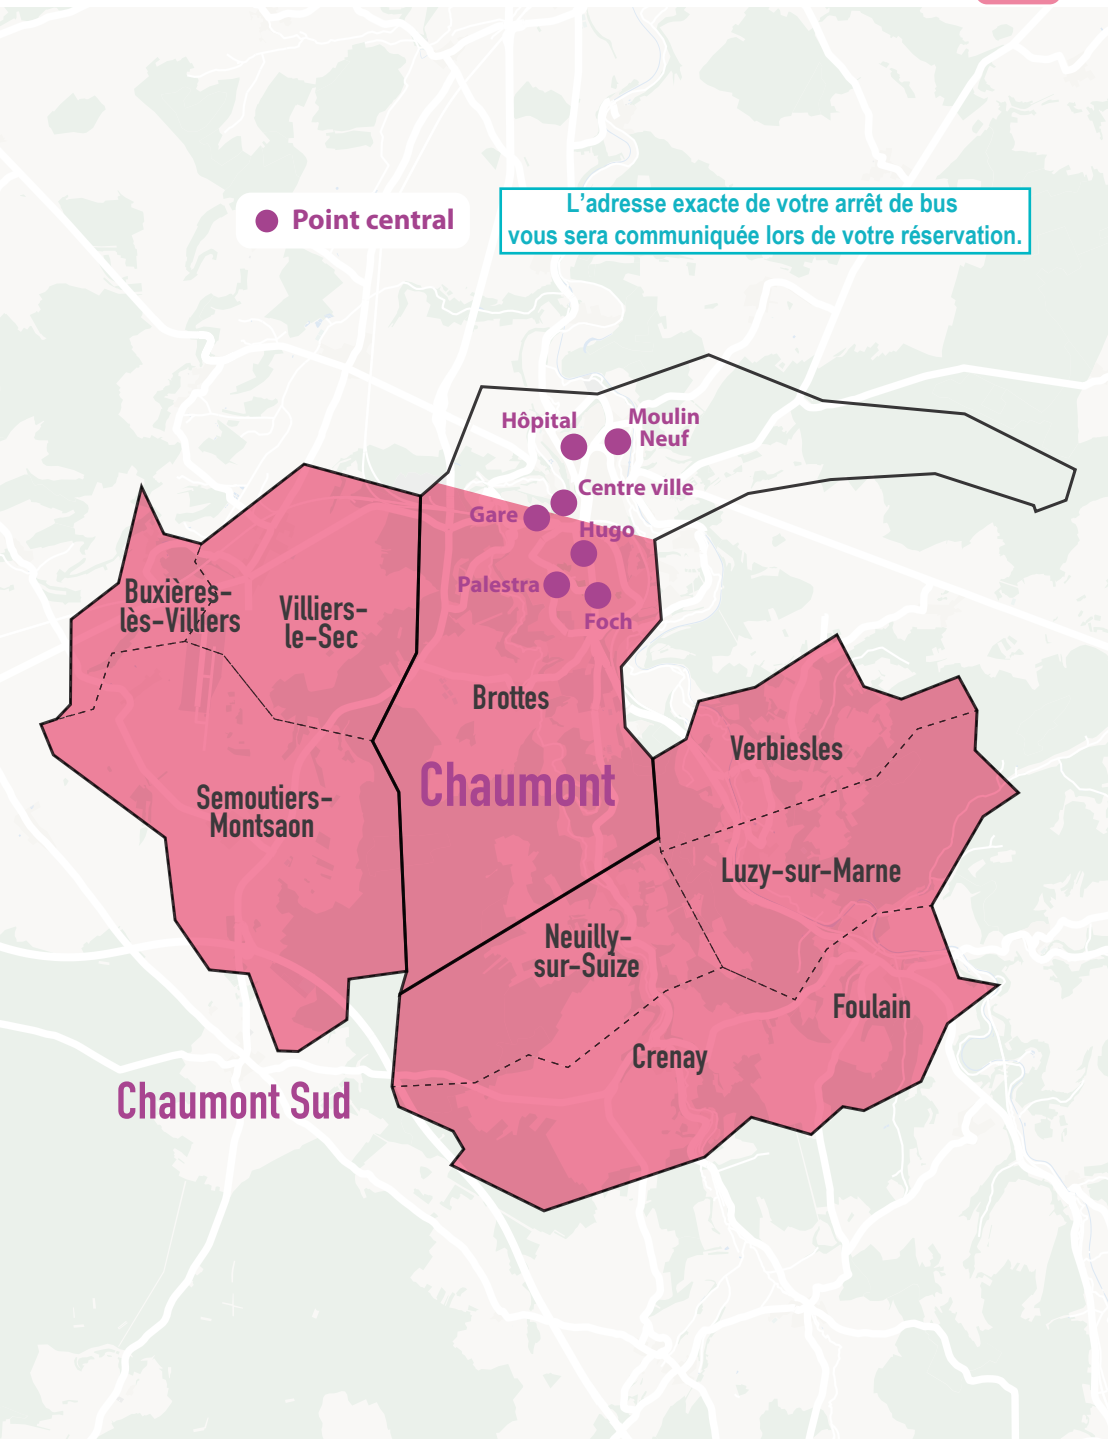 Point central
L’adresse exacte de votre arrêt de bus
vous sera communiquée lors de votre réservation.
Hôpital
Moulin
Neuf
Centre ville
Gare
Hugo
Palestra
Foch
Buxières-
lès-Villiers
Villiers-
le-Sec
Brottes
Chaumont
Verbiesles
Semoutiers-
Montsaon
Luzy-sur-Marne
Neuilly-
sur-Suize
Foulain
Crenay
Chaumont Sud